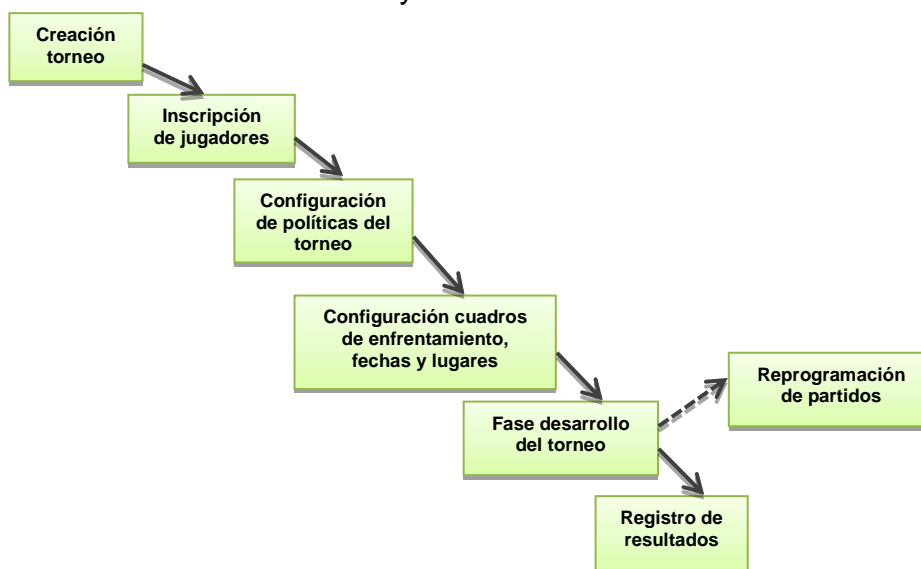 y
Creación
torneo
Inscripción
de jugadores
Configuración
de políticas del
torneo
Configuración cuadros
de enfrentamiento,
fechas y lugares
Reprogramación
de partidos
Fase desarrollo
del torneo
Registro de
resultados